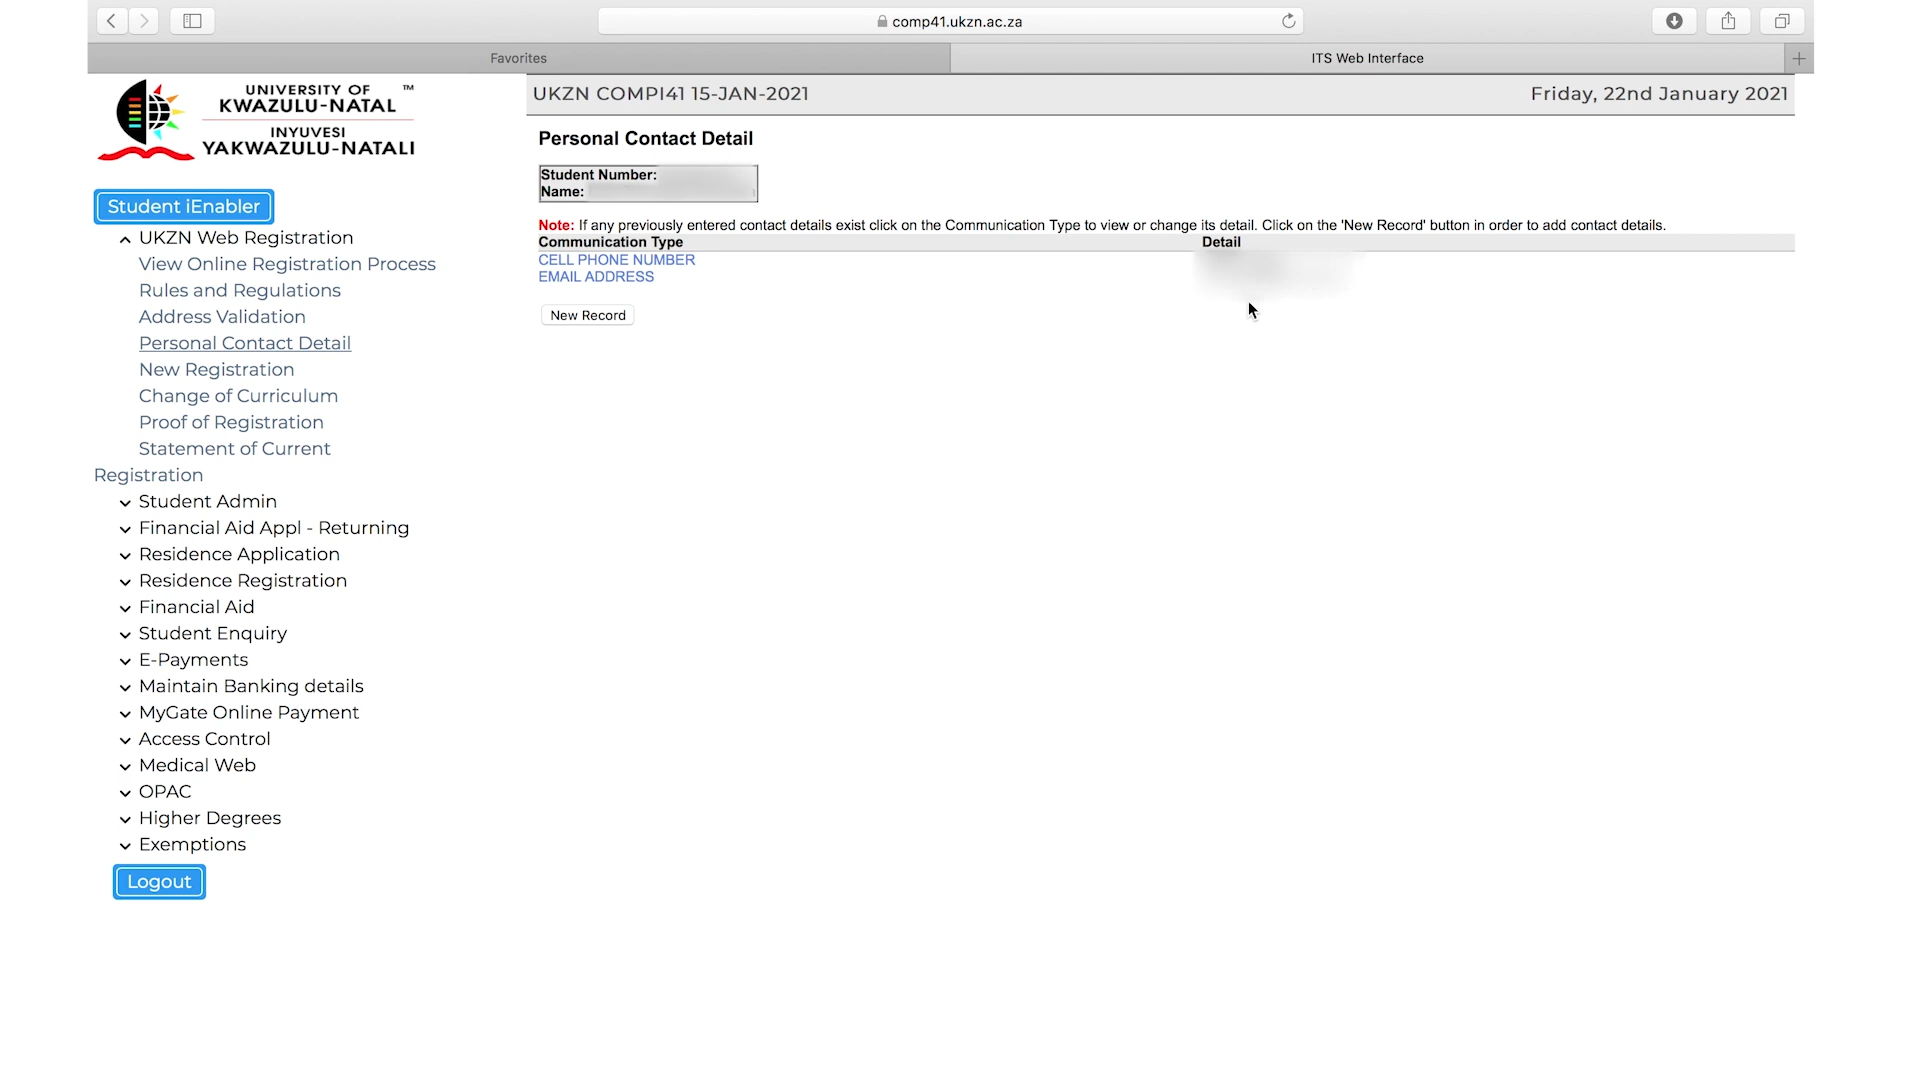 comp41.ukzn.ac.za
Favorites
ITS Web Interface
UNIVERSITY OF ™
KWAZULU-NATAL
INYUVESI
YAKWAZULU-NATALI
UKZN COMPI41 15-JAN-2021
Friday, 22nd January 2021
Personal Contact Detail
Student Number:
Name:
Note: If any previously entered contact details exist click on the Communication Type to view or change its detail. Click on the 'New Record' button in order to add contact details.
Communication Type
Detail
CELL PHONE NUMBER
EMAIL ADDRESS
New Record
Student iEnabler
UKZN Web Registration
View Online Registration Process
Rules and Regulations
Address Validation
Personal Contact Detail
New Registration
Change of Curriculum
Proof of Registration
Statement of Current
Registration
Student Admin
Financial Aid Appl - Returning
Residence Application
Residence Registration
Financial Aid
Student Enquiry
E-Payments
Maintain Banking details
MyGate Online Payment
Access Control
Medical Web
OPAC
Higher Degrees
Exemptions
Logout